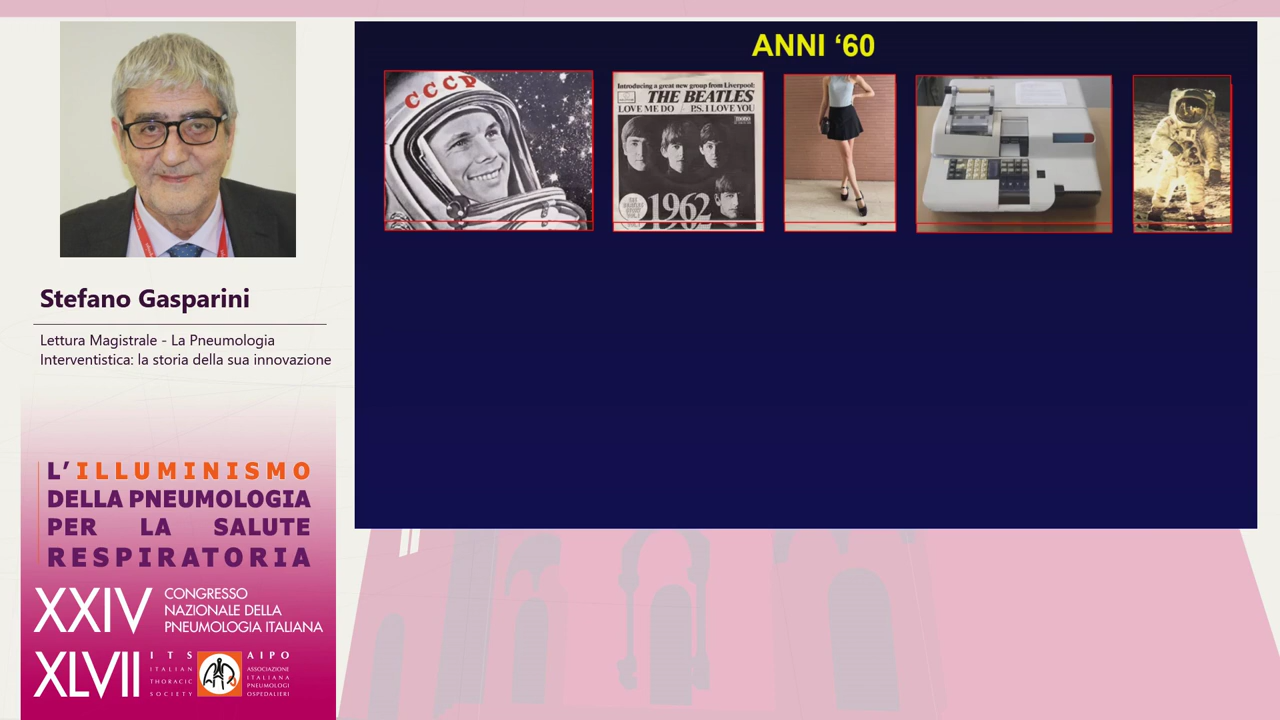 ANNI ‘60
CCCP
Introducing a great new group from Liverpool:
THE BEATLES
LOVE ME DO / P.S. I LOVE YOU
mono
1962
Stefano Gasparini
Lettura Magistrale - La Pneumologia
Interventistica: la storia della sua innovazione
L’ILLUMINISMO
DELLA PNEUMOLOGIA
PER LA SALUTE
RESPIRATORIA
XXIV CONGRESSO
NAZIONALE DELLA
PNEUMOLOGIA ITALIANA
XLVII
ITS
ITALIAN
THORACIC
SOCIETY
AIPO
ASSOCIAZIONE
ITALIANA
PNEUMOLOGI
OSPEDALIERI